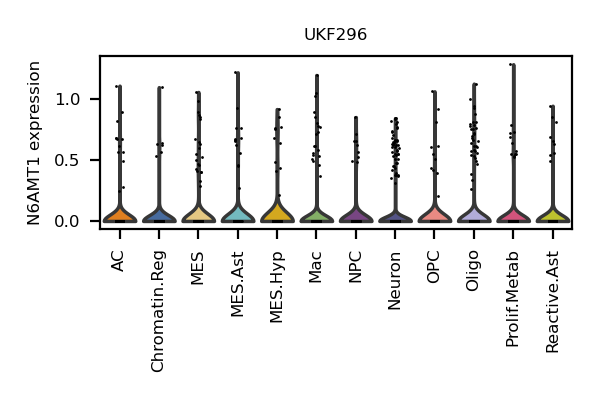 UKF296
N6AMT1 expression
1.0
0.5
0.0
AC
Chromatin.Reg
MES
MES.Ast
MES.Hyp
Mac
NPC
Neuron
OPC
Oligo
Prolif.Metab
Reactive.Ast